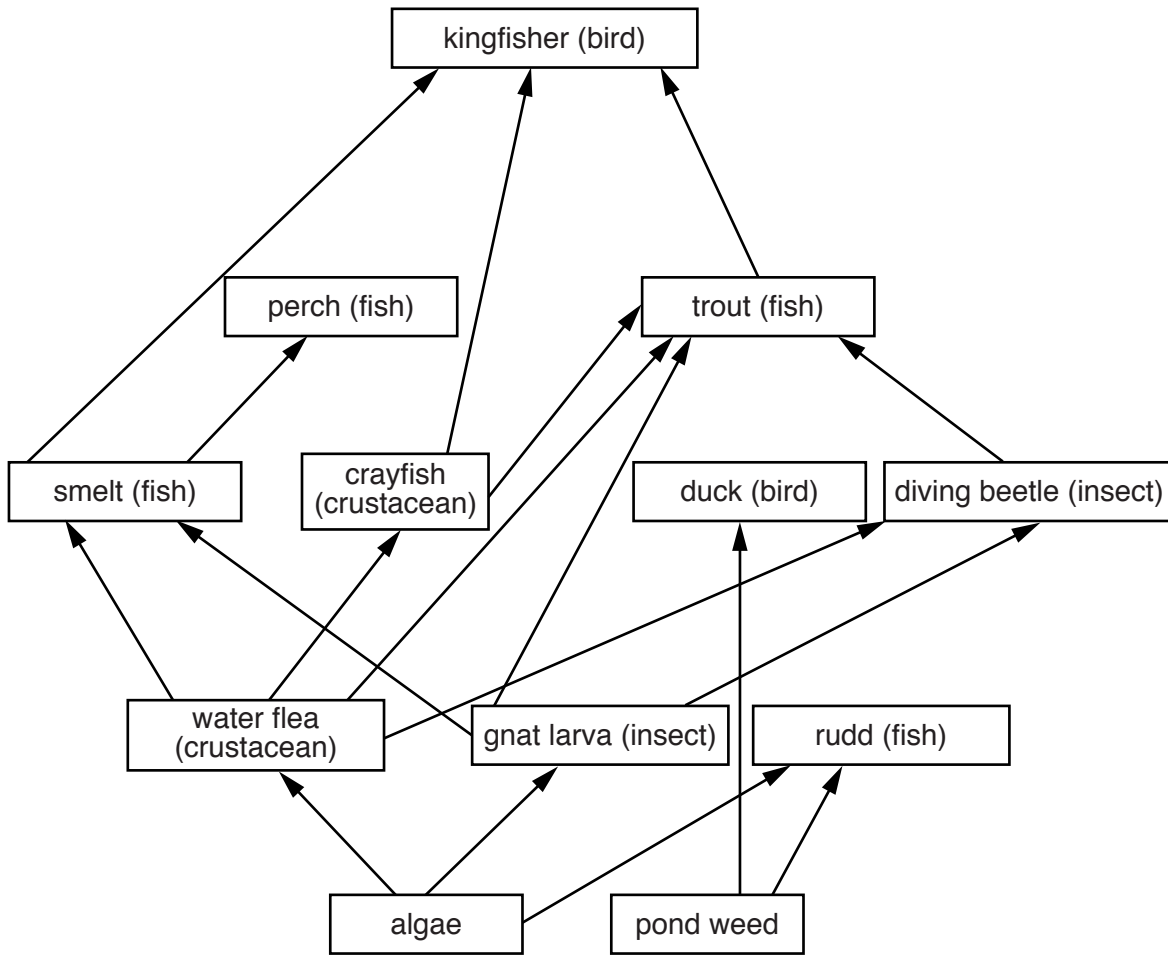 kingfisher (bird)
perch (fish)
trout (fish)
smelt (fish)
crayfish
(crustacean)
duck (bird)
diving beetle (insect)
water flea
(crustacean)
gnat larva (insect)
rudd (fish)
algae
pond weed